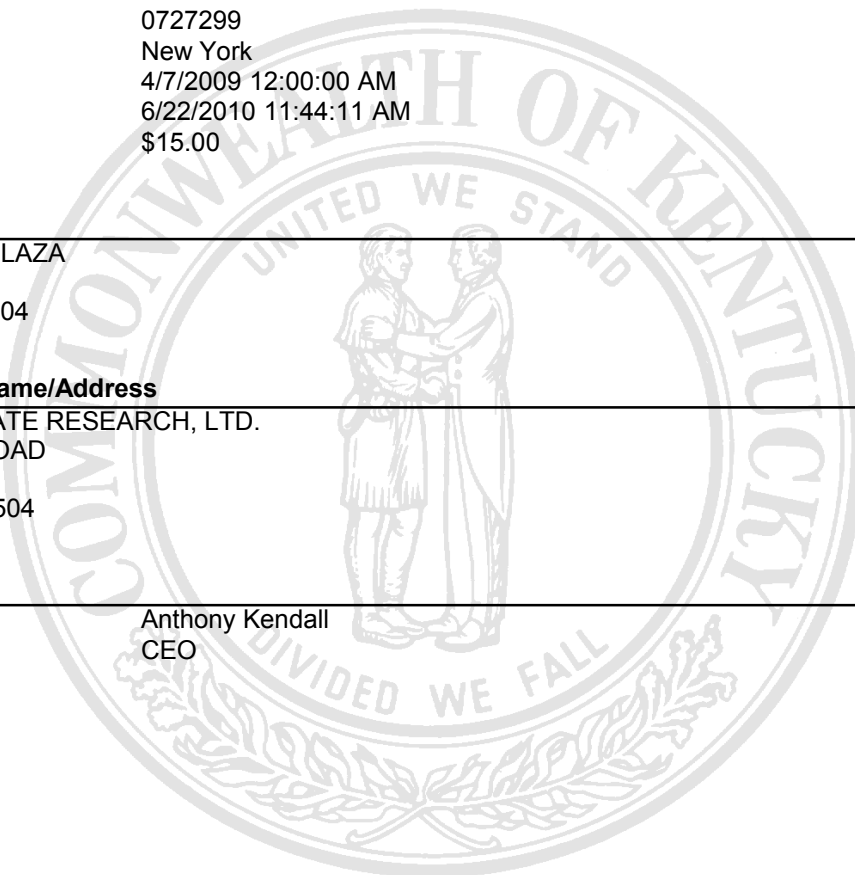 0727299
New York
4/7/2009 12:00:00 AM
6/22/2010 11:44:11 AM
$15.00
COMMONWEALTH OF KENTUCKY
UNITED WE STAND
LAZA
04
ame/Address
ATE RESEARCH, LTD.
OAD
504
Anthony Kendall
CEO
DIVIDED WE FALL